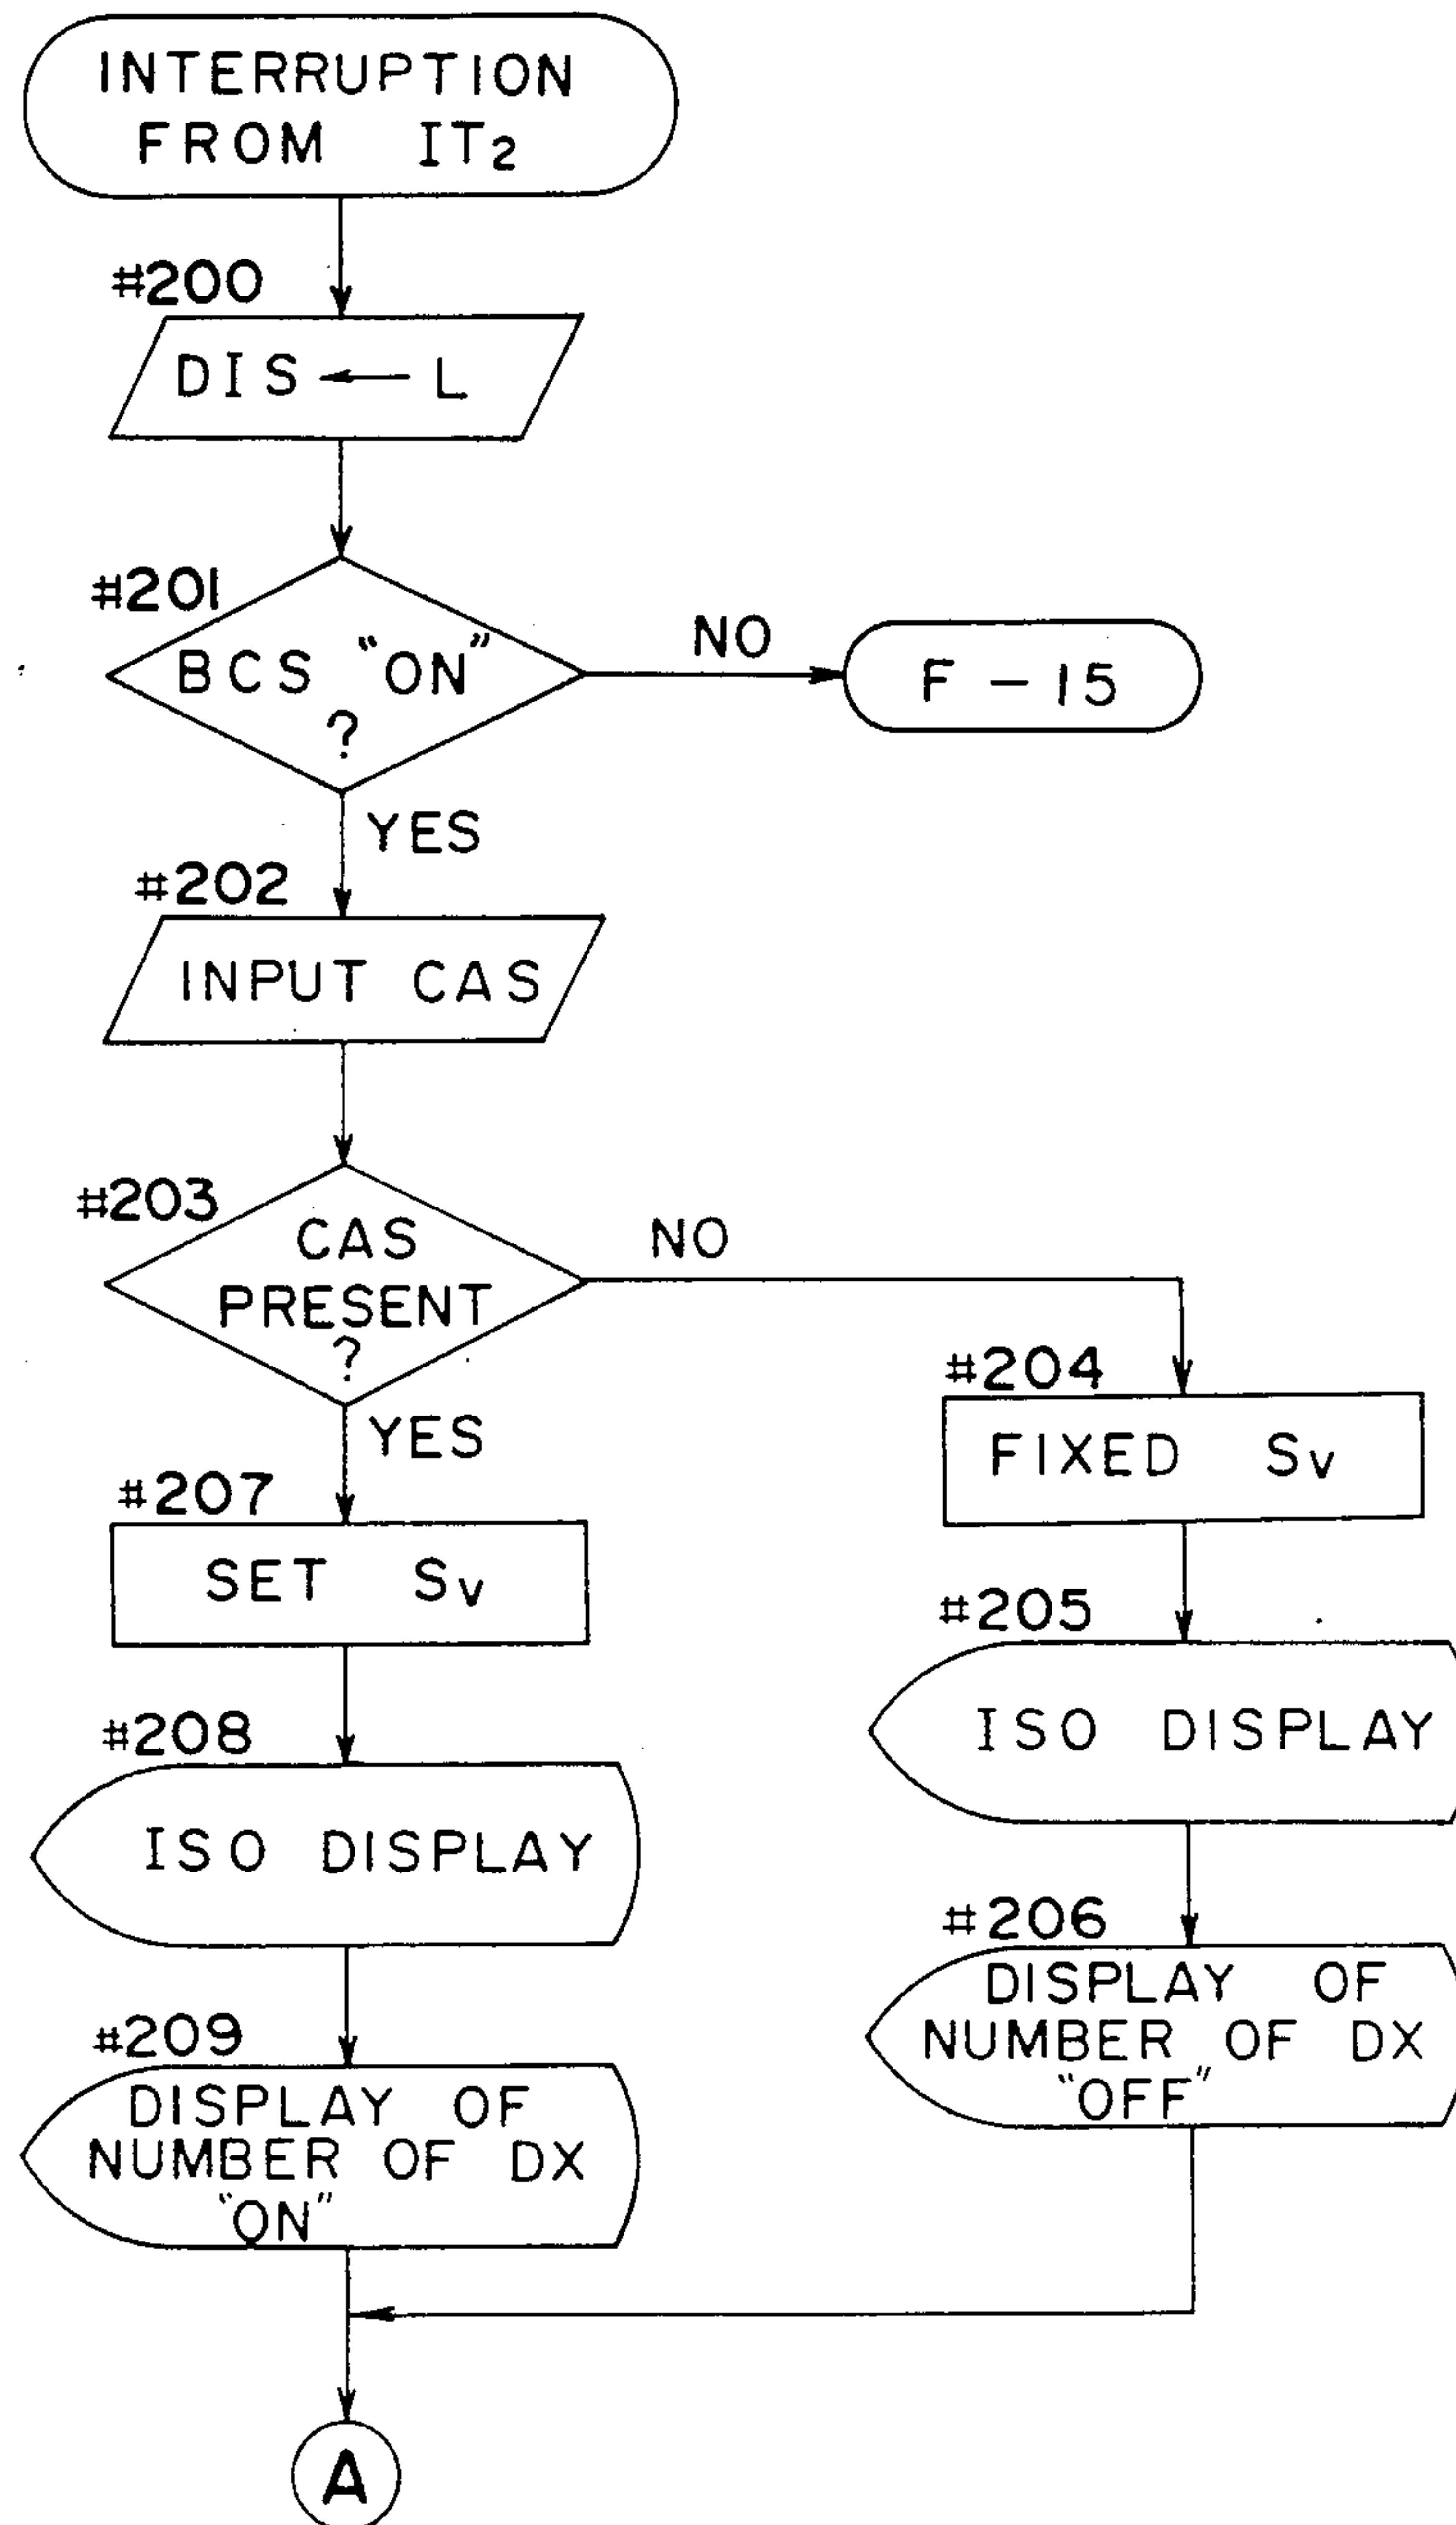 INTERRUPTION
FROM IT2
#200
DIS ← L
#201
BCS "ON"
?
NO
F-15
YES
#202
INPUT CAS
#203
CAS
PRESENT
?
NO
YES
#204
FIXED Sv
#205
ISO DISPLAY
#206
DISPLAY OF
NUMBER OF DX
"OFF"
#207
SET Sv
#208
ISO DISPLAY
#209
DISPLAY OF
NUMBER OF DX
"ON"
A